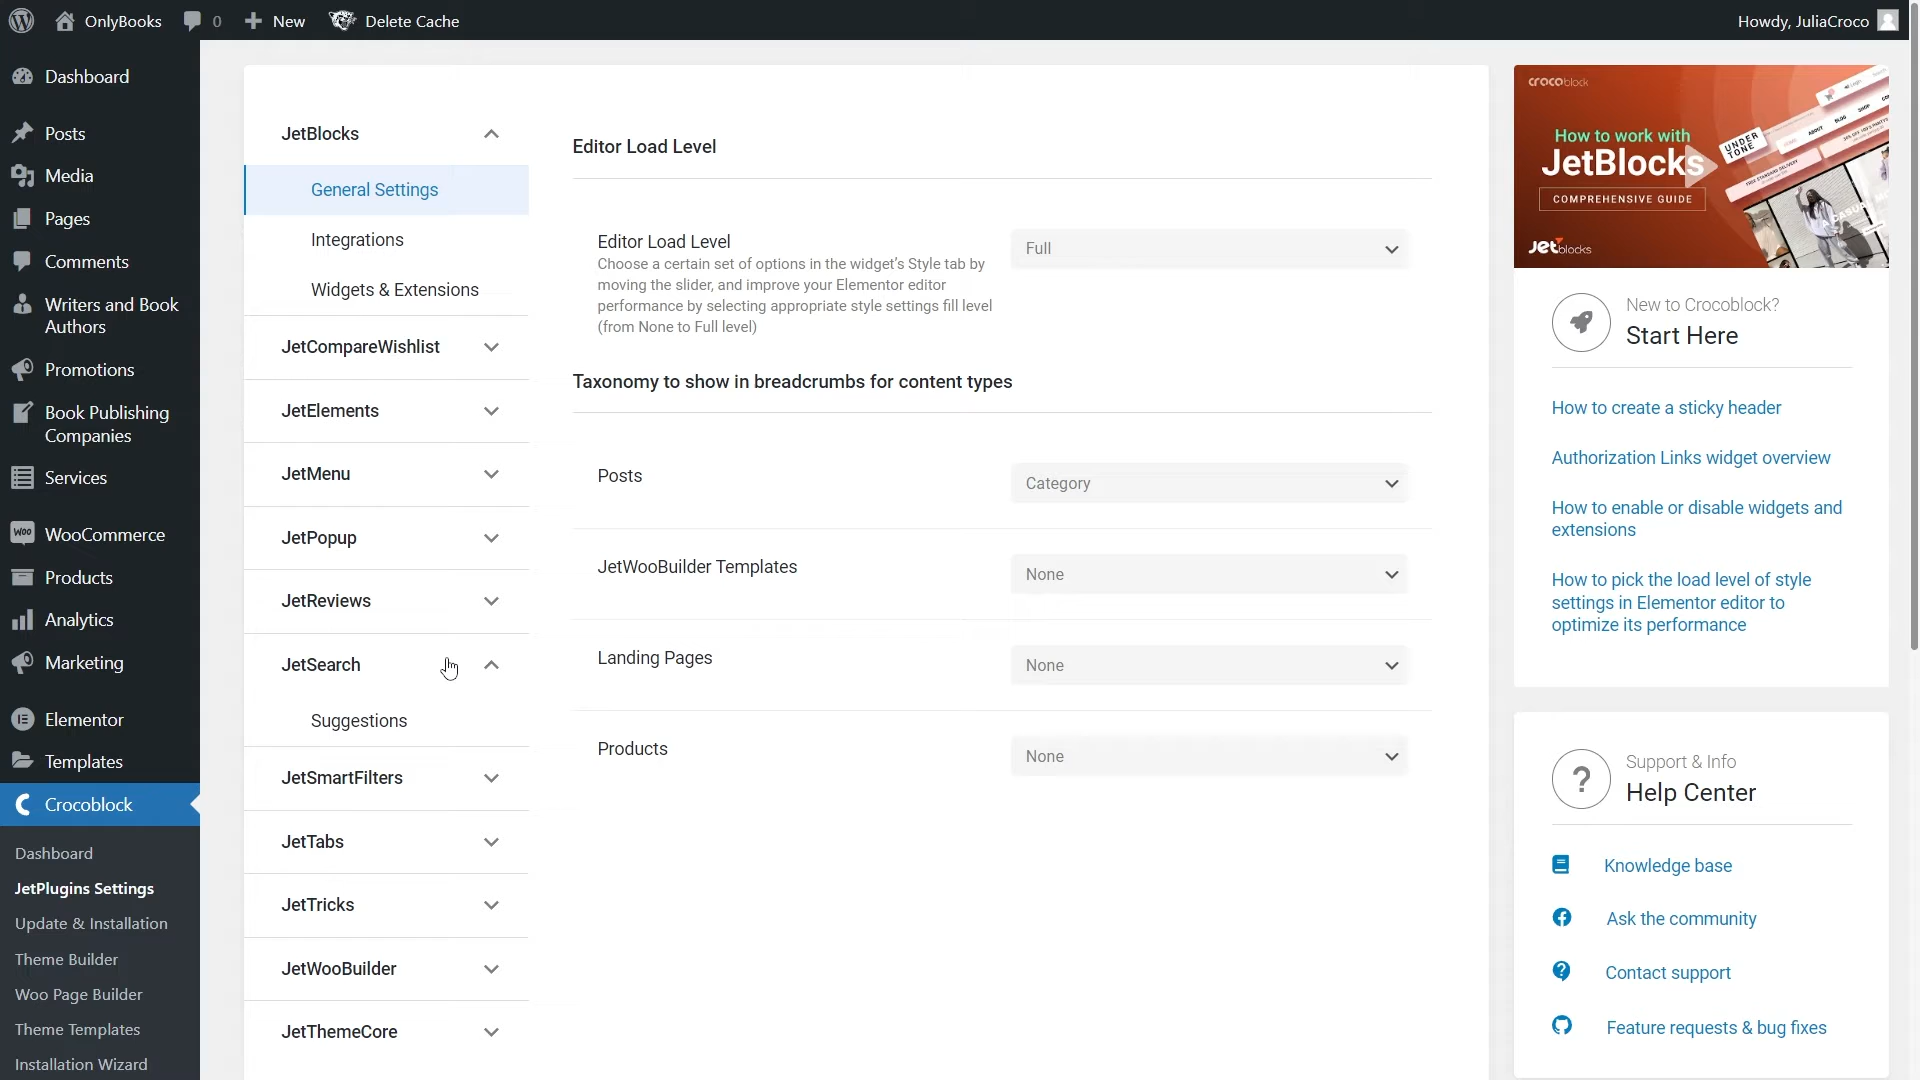 OnlyBooks
0
New
Delete Cache
Howdy, JuliaCroco
Dashboard
Posts
Media
Pages
Comments
Writers and Book
Authors
Promotions
Book Publishing
Companies
Services
WooCommerce
Products
Analytics
Marketing
Elementor
Templates
Crocoblock
Dashboard
JetPlugins Settings
Update & Installation
Theme Builder
Woo Page Builder
Theme Templates
Installation Wizard
JetBlocks
General Settings
Integrations
Widgets & Extensions
JetCompareWishlist
JetElements
JetMenu
JetPopup
JetReviews
JetSearch
Suggestions
JetSmartFilters
JetTabs
JetTricks
JetWooBuilder
JetThemeCore
Editor Load Level
Editor Load Level
Choose a certain set of options in the widget's Style tab by
moving the slider, and improve your Elementor editor
performance by selecting appropriate style settings fill level
(from None to Full level)
Full
Taxonomy to show in breadcrumbs for content types
Posts
Category
JetWooBuilder Templates
None
Landing Pages
None
Products
None
crocoblock
How to work with
JetBlocks
COMPREHENSIVE GUIDE
Jetblocks
UNDER
TONE
New to Crocoblock?
Start Here
How to create a sticky header
Authorization Links widget overview
How to enable or disable widgets and
extensions
How to pick the load level of style
settings in Elementor editor to
optimize its performance
Support & Info
Help Center
Knowledge base
Ask the community
Contact support
Feature requests & bug fixes